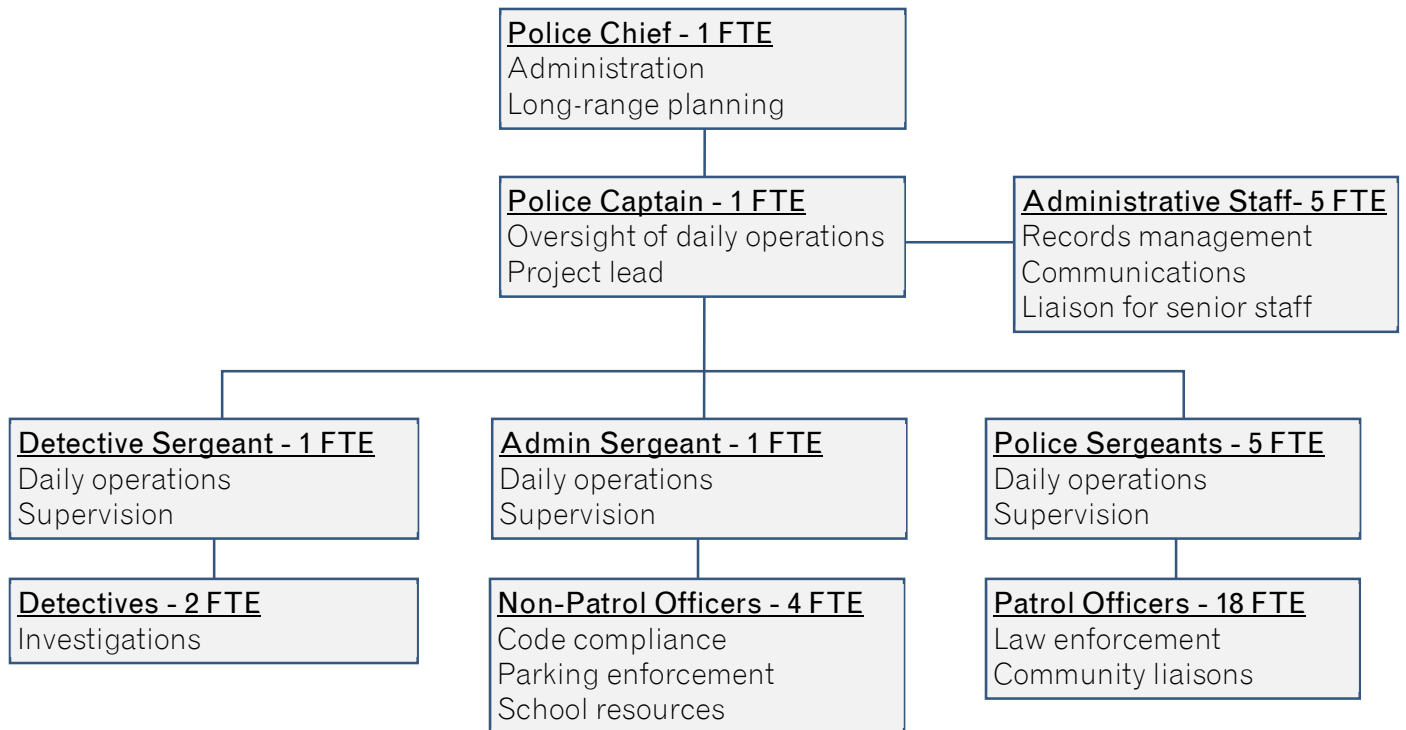 Police Chief - 1 FTE
Administration
Long-range planning
Police Captain - 1 FTE
Oversight of daily operations
Project lead
Administrative Staff- 5 FTE
Records management
Communications
Liaison for senior staff
Detective Sergeant - 1 FTE
Daily operations
Supervision
Admin Sergeant - 1 FTE
Daily operations
Supervision
Police Sergeants - 5 FTE
Daily operations
Supervision
Detectives - 2 FTE
Investigations
Non-Patrol Officers - 4 FTE
Code compliance
Parking enforcement
School resources
Patrol Officers - 18 FTE
Law enforcement
Community liaisons